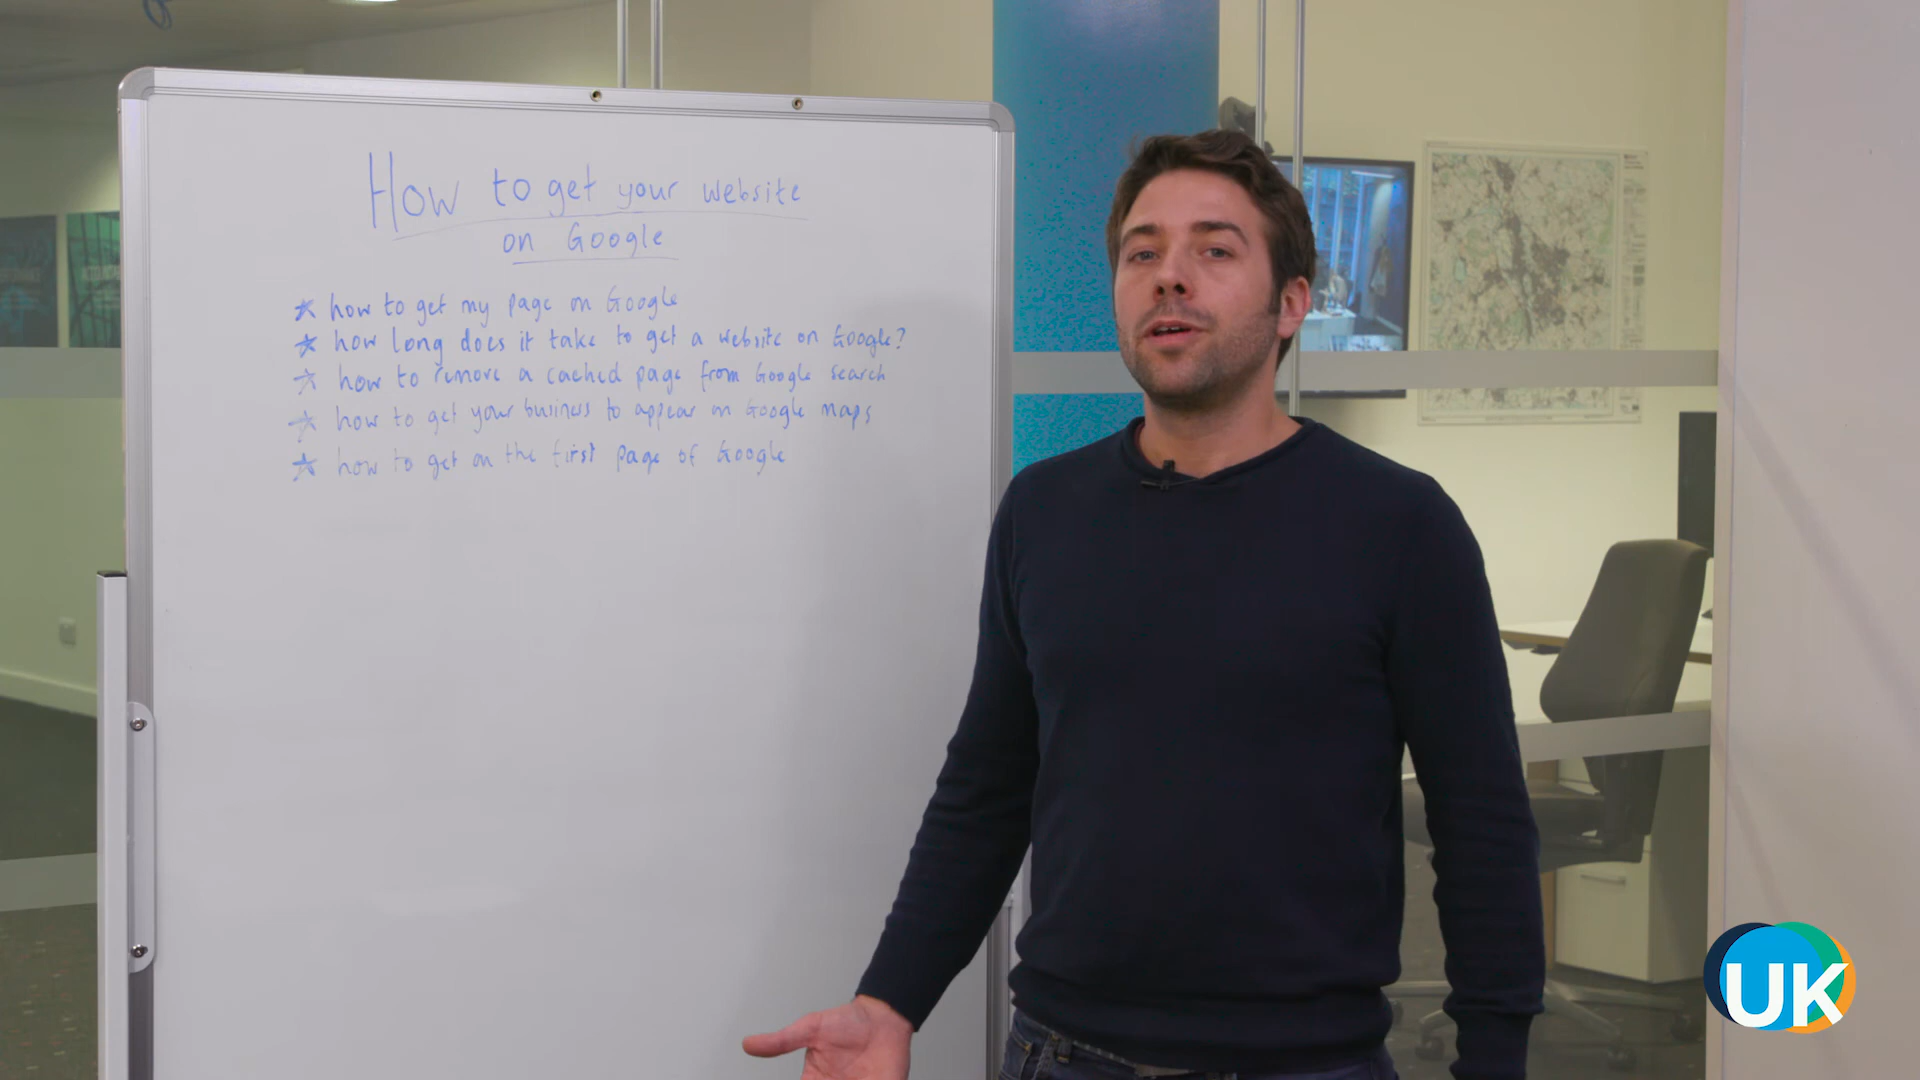 How to get your website
on Google
★ how to get my page on Google
★ how long does it take to get a website on Google?
★ how to remove a cached page from Google search
★ how to get your business to appear on Google maps
★ how to get on the first page of Google
UK